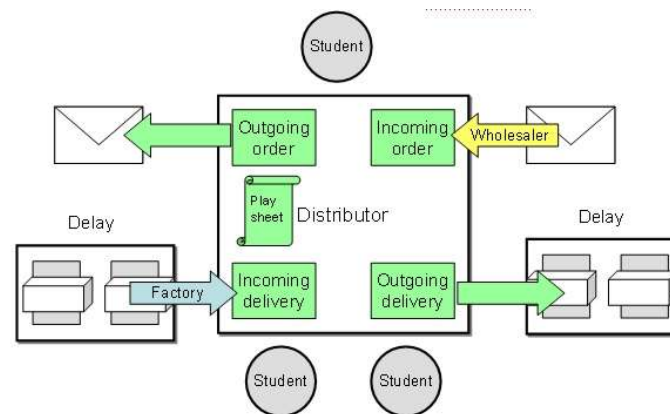 Student
Outgoing
order
Incoming
order
Wholesaler
Play
sheet
Distributor
Delay
Delay
Factory
Incoming
delivery
Outgoing
delivery
Student
Student